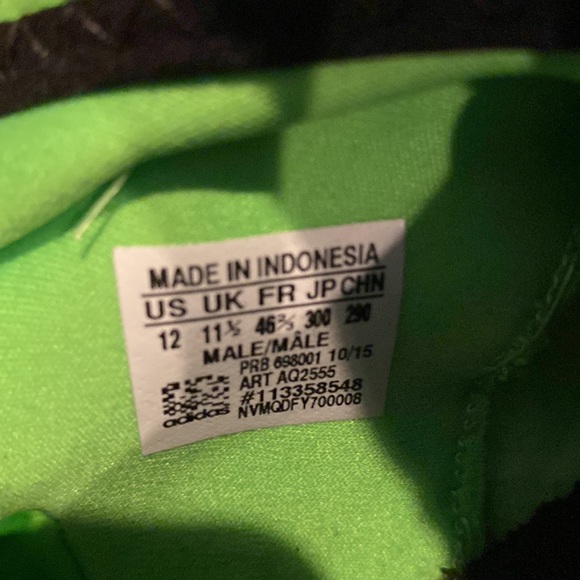 MADE IN INDONESIA
US UK FR JP CHN
12 11½ 46⅔ 300 290
MALE/MÂLE
PRB 698001 10/15
ART AQ2555
#113358548
NVMQDFY700008
adidas